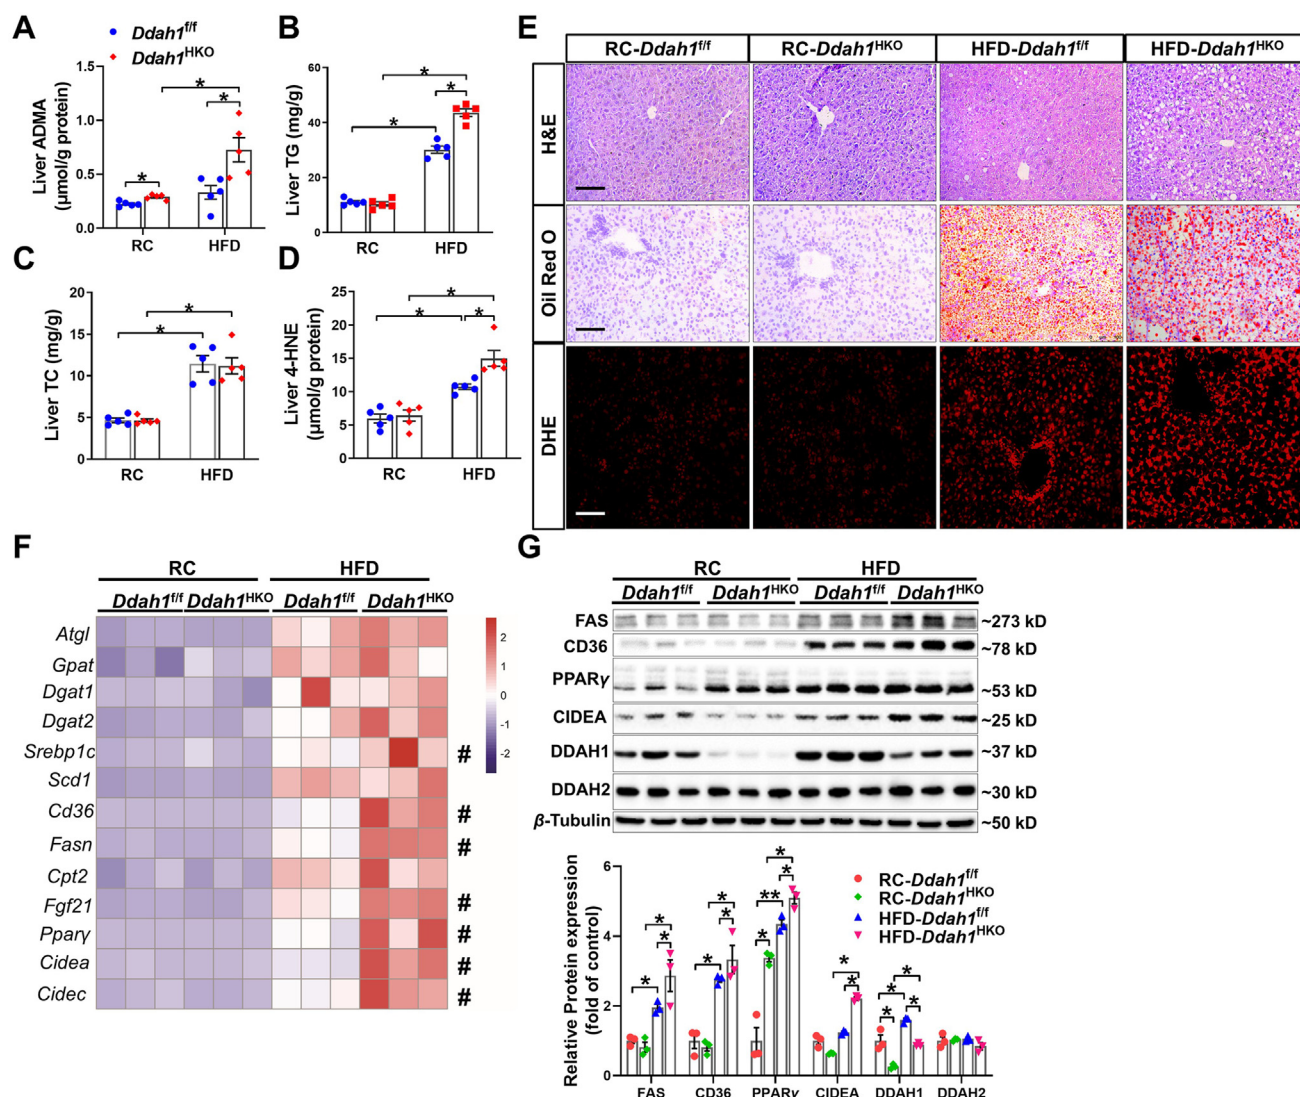 A
Ddah1f/f
Ddah1HKO
Liver ADMA
(μmol/g protein)
1.5
1.0
0.5
0.0
*
*
*
RC
HFD
B
Liver TG (mg/g)
60
40
20
0
*
*
*
RC
HFD
C
Liver TC (mg/g)
20
15
10
5
0
*
*
RC
HFD
D
Liver 4-HNE
(μmol/g protein)
25
20
15
10
5
0
*
*
*
RC
HFD
E
RC-Ddah1f/f
RC-Ddah1HKO
HFD-Ddah1f/f
HFD-Ddah1HKO
H&E
Oil Red O
DHE
F
RC
HFD
Ddah1f/f
Ddah1HKO
Ddah1f/f
Ddah1HKO
Atgl
Gpat
Dgat1
Dgat2
Srebp1c #
Scd1
Cd36 #
Fasn #
Cpt2
Fgf21 #
Pparγ #
Cidea #
Cidec #
2
1
0
-1
-2
G
RC
HFD
Ddah1f/f
Ddah1HKO
Ddah1f/f
Ddah1HKO
FAS ~273 kD
CD36 ~78 kD
PPARγ ~53 kD
CIDEA ~25 kD
DDAH1 ~37 kD
DDAH2 ~30 kD
β-Tubulin ~50 kD
Relative Protein expression
(fold of control)
6
4
2
0
RC-Ddah1f/f
RC-Ddah1HKO
HFD-Ddah1f/f
HFD-Ddah1HKO
*
*
*
*
*
*
*
*
**
*
*
*
*
*
*
*
FAS
CD36
PPARγ
CIDEA
DDAH1
DDAH2